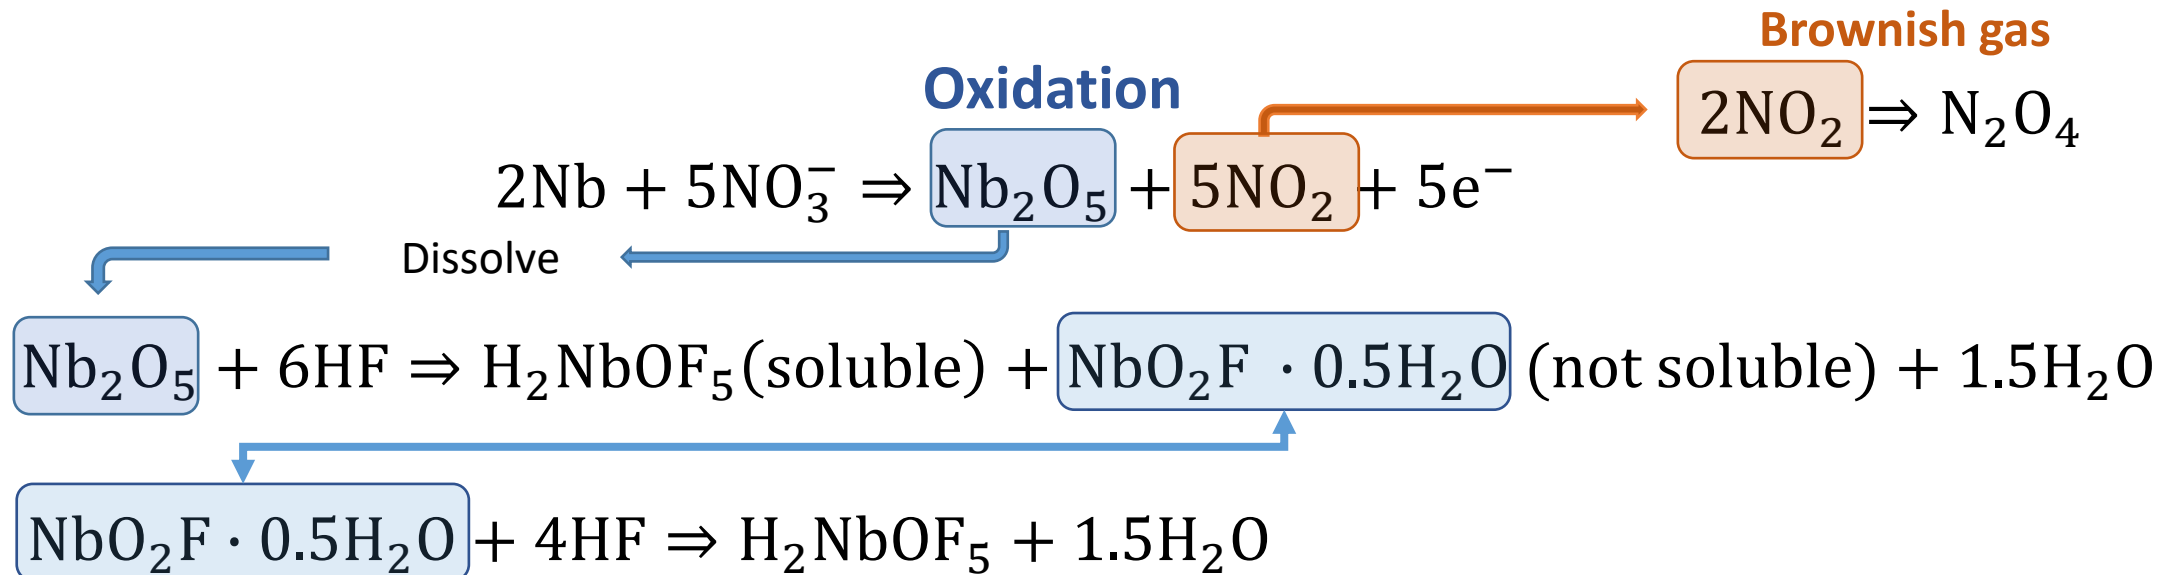 Brownish gas
Oxidation
2NO₂ ⇒ N₂O₄
2Nb + 5NO₃⁻ ⇒ Nb₂O₅ + 5NO₂ + 5e⁻
Dissolve
Nb₂O₅ + 6HF ⇒ H₂NbOF₅(soluble) + NbO₂F · 0.5H₂O (not soluble) + 1.5H₂O
NbO₂F · 0.5H₂O + 4HF ⇒ H₂NbOF₅ + 1.5H₂O